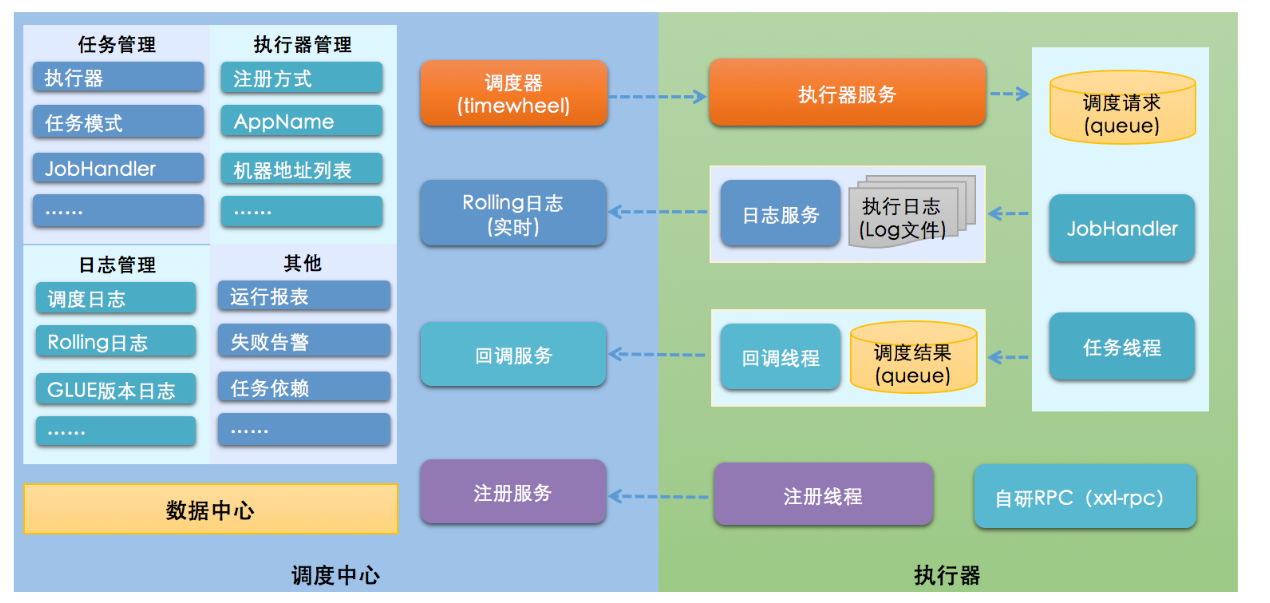 任务管理
执行器
任务模式
JobHandler
......
执行器管理
注册方式
AppName
机器地址列表
......
日志管理
调度日志
Rolling日志
GLUE版本日志
......
其他
运行报表
失败告警
任务依赖
......
数据中心
调度器
(timewheel)
Rolling日志
(实时)
回调服务
注册服务
调度中心
执行器服务
日志服务
执行日志
(Log文件)
回调线程
调度结果
(queue)
注册线程
调度请求
(queue)
JobHandler
任务线程
自研RPC（xxl-rpc）
执行器